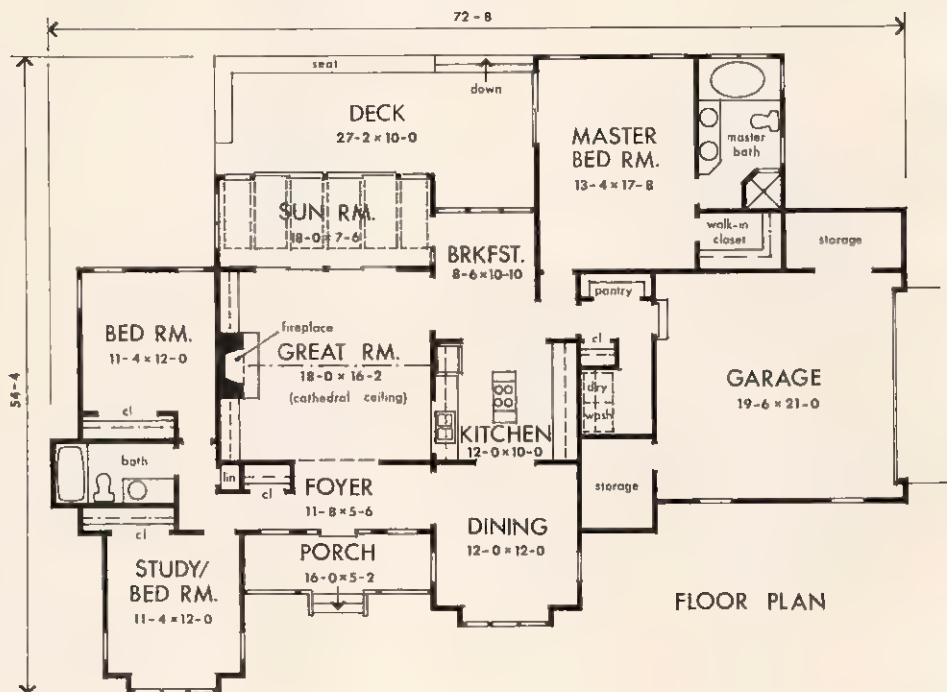 72-8
seat
down
DECK
27-2 × 10-0
MASTER
BED RM.
13-4 × 17-8
master
bath
SUN RM.
18-0 × 7-6
walk-in
closet
storage
BRKFST.
8-6 × 10-10
54-4
BED RM.
11-4 × 12-0
fireplace
GREAT RM.
18-0 × 16-2
(cathedral ceiling)
pantry
cl
GARAGE
19-6 × 21-0
dry
wash
cl
KITCHEN
12-0 × 10-0
bath
lin
cl
FOYER
11-8 × 5-6
storage
cl
DINING
12-0 × 12-0
PORCH
16-0 × 5-2
STUDY/
BED RM.
11-4 × 12-0
FLOOR PLAN